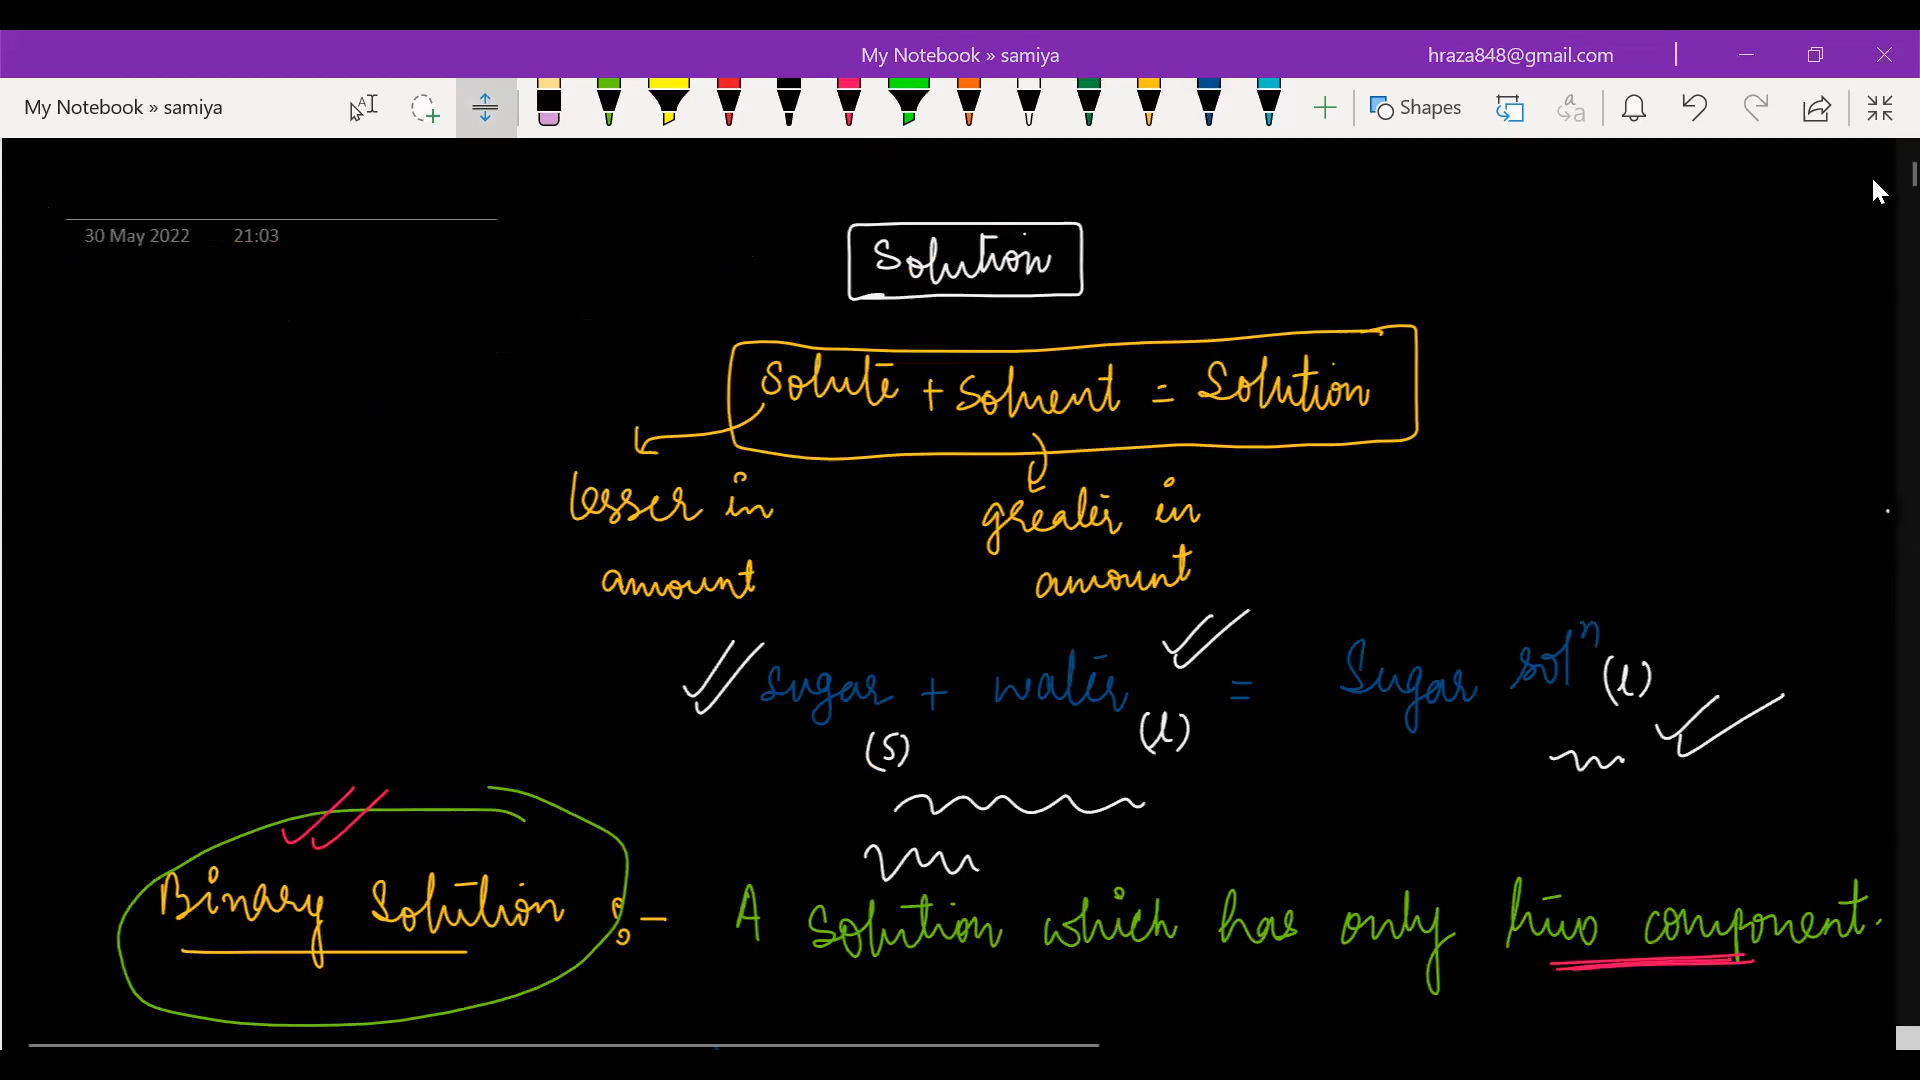 My Notebook » samiya
hraza848@gmail.com
My Notebook » samiya
Shapes
30 May 2022 21:03
Solution
Solute + Solvent = Solution
lesser in
amount
greater in
amount
sugar + water = Sugar solⁿ (l)
(s) (l)
Binary Solution :- A solution which has only two component.